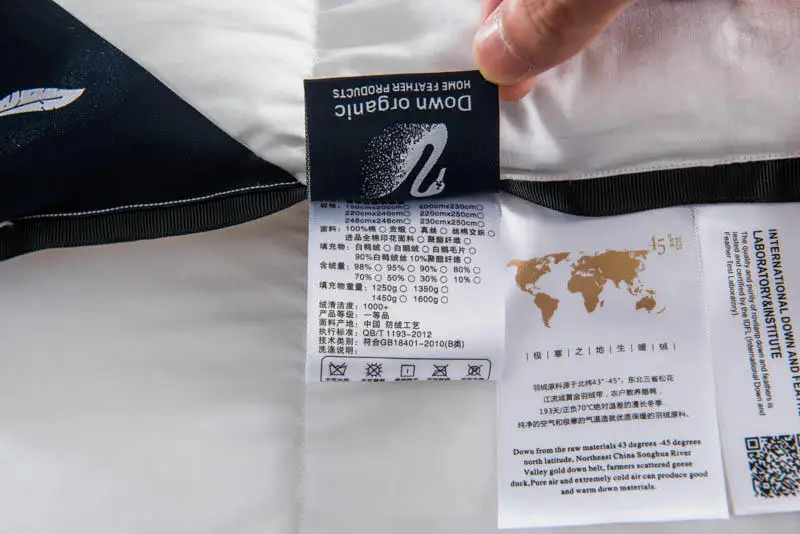 Down organic
HOME FEATHER PRODUCTS
规格: 150cmx200cm○ 200cmx230cm○
220cmx240cm○ 220cmx250cm○
248cmx248cm○ 230cmx250cm○
面料: 100%棉○ 贡缎○ 真丝○ 丝棉交织○
进品全棉印花面料○ 聚酯纤维○
填充物: 白鸭绒○ 白鹅绒○ 白鹅毛片○
90%白鸭绒丝10%聚酯纤维○
含绒量: 98%○ 95%○ 90%○ 80%○
70%○ 50%○ 30%○ 10%○
填充物重量: 1250g○ 1350g○
1450g○ 1600g○
绒清洁度: 1000+
产品等级: 一等品
面料产地: 中国 防绒工艺
执行标准: QB/T 1193-2012
技术类别: 符合GB18401-2010(B类)
洗涤说明:
45
|极|寒|之|地|生|暖|绒|
羽绒原料源于北纬43°-45°，东北三省松花
江流域黄金羽绒带，农户散养鹅鸭，
193天/正负70℃绝对温差的漫长冬季，
纯净的空气和极寒的气温造就优质保暖的羽绒原料。
Down from the raw materials 43 degrees -45 degrees
north latitude, Northeast China Songhua River
Valley gold down belt, farmers scattered geese
duck,Pure air and extremely cold air can produce good
and warm down materials.
INTERNATIONAL DOWN AND FEATHE
LABORATORY&INSTITUTE
The quality and purity of ronlamp down and feathers is
tested and certified by the IDFL (International Down and
Feather Test Laboratory)